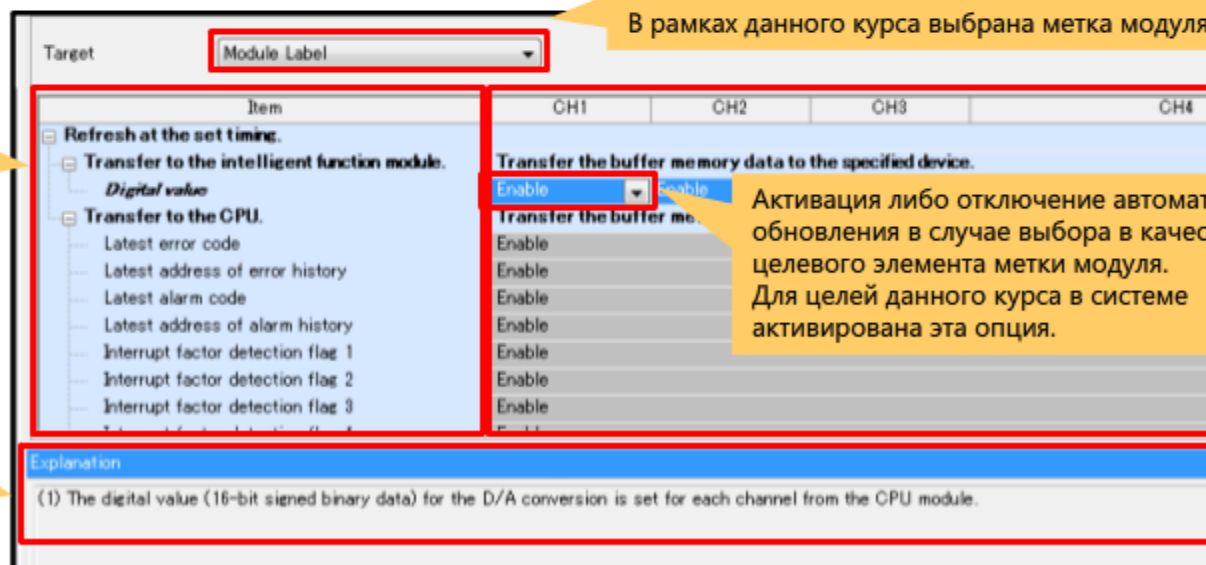 В рамках данного курса выбрана метка модуля
Target Module Label
Item CH1 CH2 CH3 CH4
Refresh at the set timing.
Transfer to the intelligent function module. Transfer the buffer memory data to the specified device.
Digital value Enable Enable
Transfer to the CPU. Transfer the buffer
Latest error code Enable
Latest address of error history Enable
Latest alarm code Enable
Latest address of alarm history Enable
Interrupt factor detection flag 1 Enable
Interrupt factor detection flag 2 Enable
Interrupt factor detection flag 3 Enable
Активация либо отключение автомат
обновления в случае выбора в качес
целевого элемента метки модуля.
Для целей данного курса в системе
активирована эта опция.
Explanation
(1) The digital value (16-bit signed binary data) for the D/A conversion is set for each channel from the CPU module.